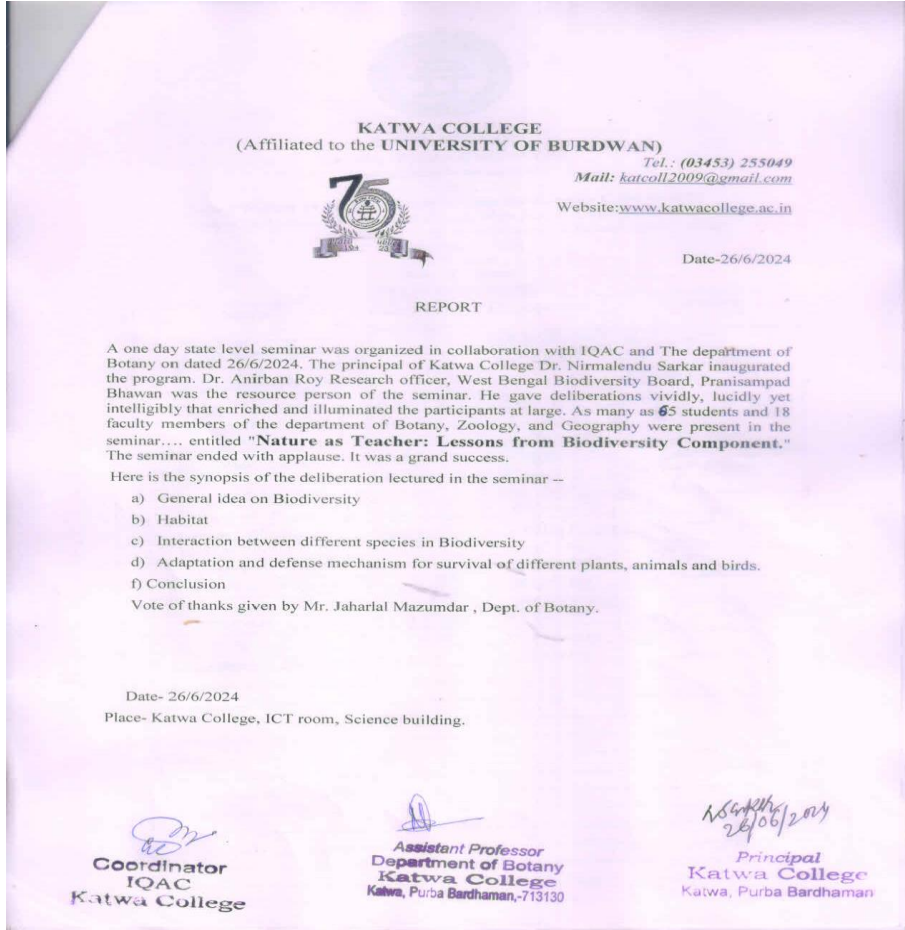 KATWA COLLEGE
(Affiliated to the UNIVERSITY OF BURDWAN)
Tel.: (03453) 255049
Mail: katcoll2009@gmail.com
75
Website:www.katwacollege.ac.in
Date-26/6/2024
REPORT
A one day state level seminar was organized in collaboration with IQAC and The department of
Botany on dated 26/6/2024. The principal of Katwa College Dr. Nirmalendu Sarkar inaugurated
the program. Dr. Anirban Roy Research officer, West Bengal Biodiversity Board, Pranisampad
Bhawan was the resource person of the seminar. He gave deliberations vividly, lucidly yet
intelligibly that enriched and illuminated the participants at large. As many as 65 students and 18
faculty members of the department of Botany, Zoology, and Geography were present in the
seminar…. entitled "Nature as Teacher: Lessons from Biodiversity Component."
The seminar ended with applause. It was a grand success.
Here is the synopsis of the deliberation lectured in the seminar –
a) General idea on Biodiversity
b) Habitat
c) Interaction between different species in Biodiversity
d) Adaptation and defense mechanism for survival of different plants, animals and birds.
f) Conclusion
Vote of thanks given by Mr. Jaharlal Mazumdar , Dept. of Botany.
Date- 26/6/2024
Place- Katwa College, ICT room, Science building.
26/06/2024
Coordinator
IQAC
Katwa College
Assistant Professor
Department of Botany
Katwa College
Katwa, Purba Bardhaman,-713130
Principal
Katwa College
Katwa, Purba Bardhaman